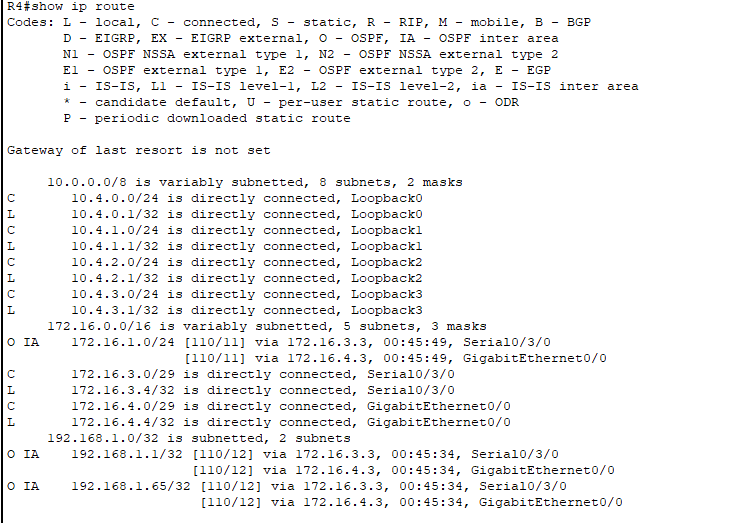 R4#show ip route
Codes: L - local, C - connected, S - static, R - RIP, M - mobile, B - BGP
       D - EIGRP, EX - EIGRP external, O - OSPF, IA - OSPF inter area
       N1 - OSPF NSSA external type 1, N2 - OSPF NSSA external type 2
       E1 - OSPF external type 1, E2 - OSPF external type 2, E - EGP
       i - IS-IS, L1 - IS-IS level-1, L2 - IS-IS level-2, ia - IS-IS inter area
       * - candidate default, U - per-user static route, o - ODR
       P - periodic downloaded static route

Gateway of last resort is not set

     10.0.0.0/8 is variably subnetted, 8 subnets, 2 masks
C       10.4.0.0/24 is directly connected, Loopback0
L       10.4.0.1/32 is directly connected, Loopback0
C       10.4.1.0/24 is directly connected, Loopback1
L       10.4.1.1/32 is directly connected, Loopback1
C       10.4.2.0/24 is directly connected, Loopback2
L       10.4.2.1/32 is directly connected, Loopback2
C       10.4.3.0/24 is directly connected, Loopback3
L       10.4.3.1/32 is directly connected, Loopback3
     172.16.0.0/16 is variably subnetted, 5 subnets, 3 masks
O IA    172.16.1.0/24 [110/11] via 172.16.3.3, 00:45:49, Serial0/3/0
                      [110/11] via 172.16.4.3, 00:45:49, GigabitEthernet0/0
C       172.16.3.0/29 is directly connected, Serial0/3/0
L       172.16.3.4/32 is directly connected, Serial0/3/0
C       172.16.4.0/29 is directly connected, GigabitEthernet0/0
L       172.16.4.4/32 is directly connected, GigabitEthernet0/0
     192.168.1.0/32 is subnetted, 2 subnets
O IA    192.168.1.1/32 [110/12] via 172.16.3.3, 00:45:34, Serial0/3/0
                       [110/12] via 172.16.4.3, 00:45:34, GigabitEthernet0/0
O IA    192.168.1.65/32 [110/12] via 172.16.3.3, 00:45:34, Serial0/3/0
                        [110/12] via 172.16.4.3, 00:45:34, GigabitEthernet0/0